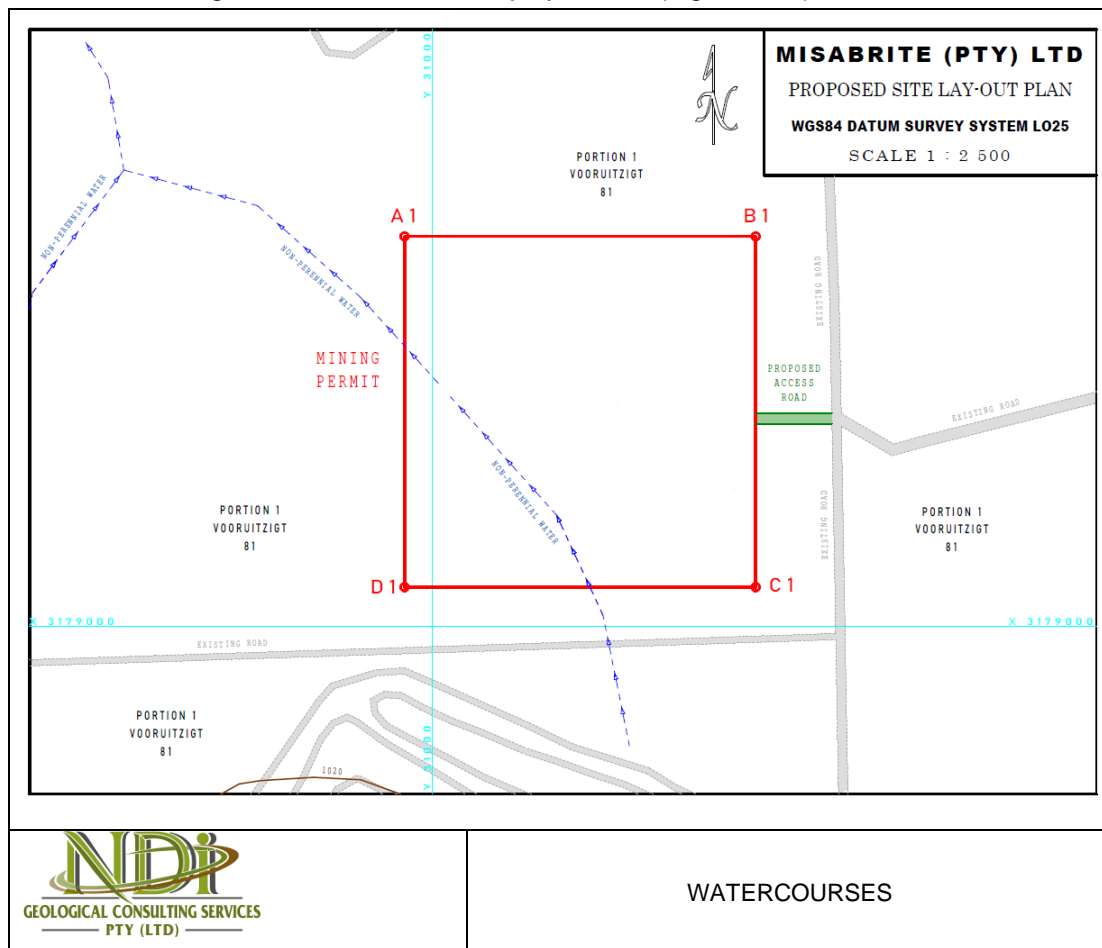 MISABRITE (PTY) LTD
PROPOSED SITE LAY-OUT PLAN
WGS84 DATUM SURVEY SYSTEM LO25
SCALE 1 : 2 500
Y 31000
N
PORTION 1
VOORUITZIGT
81
NON-PERENNIAL WATER
A1
B1
NON-PERENNIAL WATER
EXISTING ROAD
MINING
PERMIT
PROPOSED
ACCESS
ROAD
EXISTING ROAD
NON-PERENNIAL WATER
EXISTING ROAD
PORTION 1
VOORUITZIGT
81
PORTION 1
VOORUITZIGT
81
D1
C1
X 3179000
X 3179000
EXISTING ROAD
PORTION 1
VOORUITZIGT
81
Y 31000
1020
NDi
GEOLOGICAL CONSULTING SERVICES
PTY (LTD)
WATERCOURSES